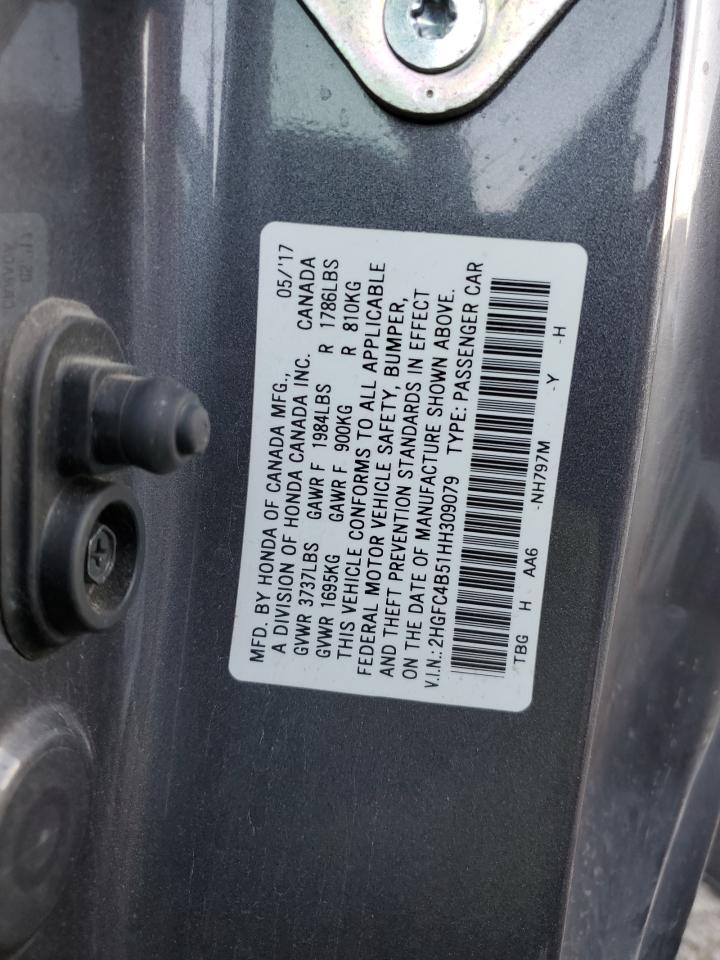 MFD. BY HONDA OF CANADA MFG., 05/'17
A DIVISION OF HONDA CANADA INC. CANADA
GVWR 3737LBS GAWR F 1984LBS R 1786LBS
GVWR 1695KG GAWR F 900KG R 810KG
THIS VEHICLE CONFORMS TO ALL APPLICABLE
FEDERAL MOTOR VEHICLE SAFETY, BUMPER,
AND THEFT PREVENTION STANDARDS IN EFFECT
ON THE DATE OF MANUFACTURE SHOWN ABOVE.
V.I.N.: 2HGFC4B51HH309079 TYPE: PASSENGER CAR
TBG H AA6 -NH797M -Y -H